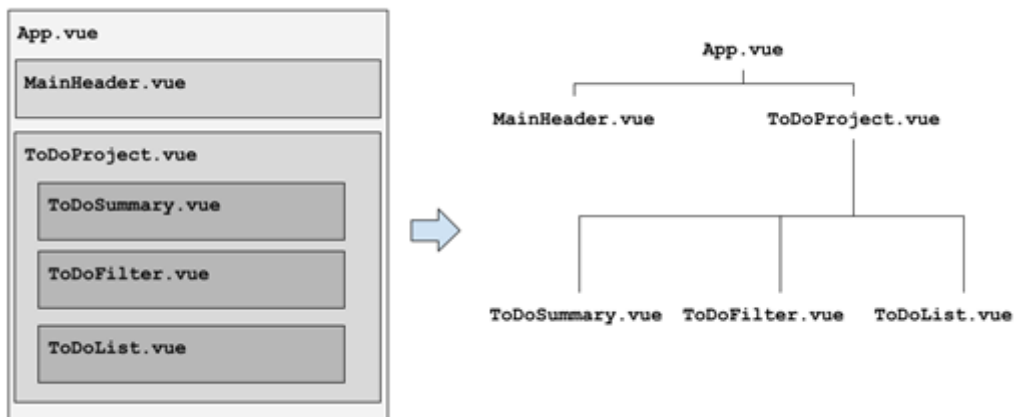 App.vue
MainHeader.vue
ToDoProject.vue
ToDoSummary.vue
ToDoFilter.vue
ToDoList.vue
App.vue
MainHeader.vue ToDoProject.vue
ToDoSummary.vue ToDoFilter.vue ToDoList.vue